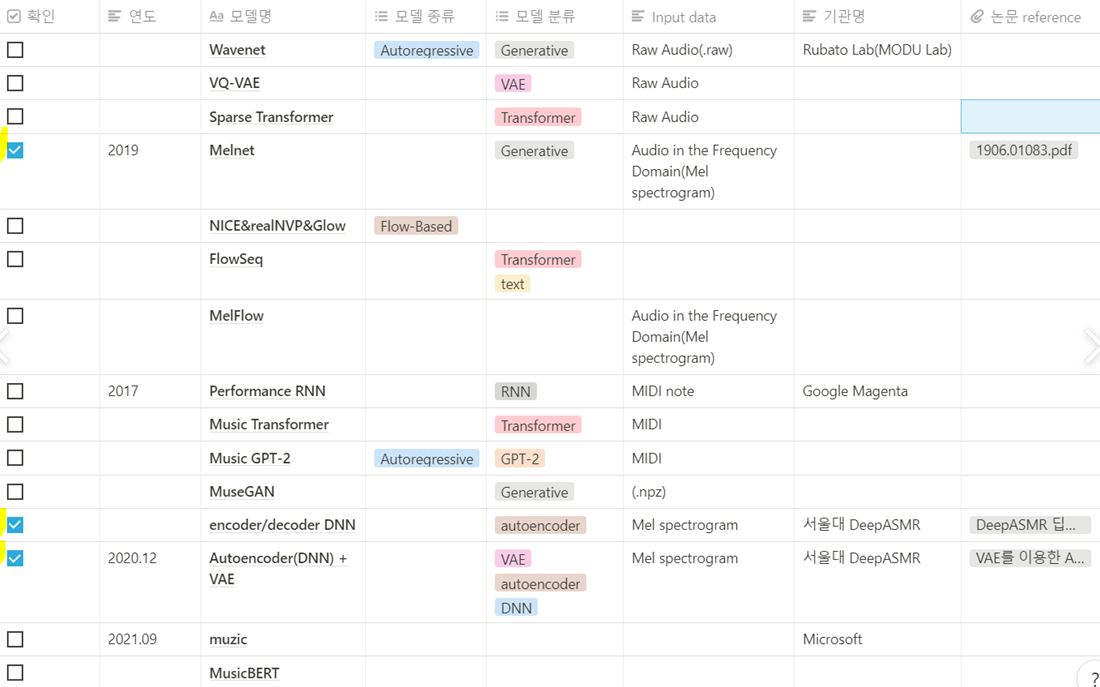 확인 연도 Aa 모델명 모델 종류 모델 분류 Input data 기관명 논문 reference
Wavenet Autoregressive Generative Raw Audio(.raw) Rubato Lab(MODU Lab)
VQ-VAE VAE Raw Audio
Sparse Transformer Transformer Raw Audio
2019 Melnet Generative Audio in the Frequency 1906.01083.pdf
Domain(Mel
spectrogram)
NICE&realNVP&Glow Flow-Based
FlowSeq Transformer
text
MelFlow Audio in the Frequency
Domain(Mel
spectrogram)
2017 Performance RNN RNN MIDI note Google Magenta
Music Transformer Transformer MIDI
Music GPT-2 Autoregressive GPT-2 MIDI
MuseGAN Generative (.npz)
encoder/decoder DNN autoencoder Mel spectrogram 서울대 DeepASMR DeepASMR 딥...
2020.12 Autoencoder(DNN) + VAE Mel spectrogram 서울대 DeepASMR VAE를 이용한 A...
VAE autoencoder
DNN
2021.09 muzic Microsoft
MusicBERT
?